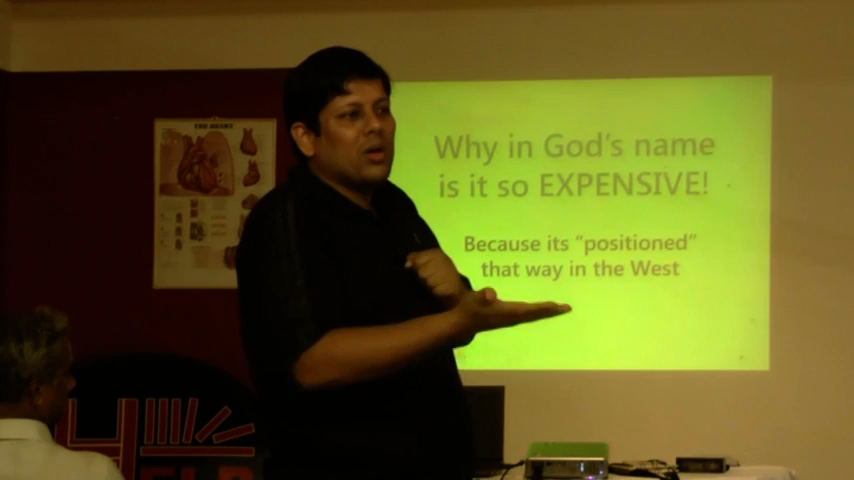 THE HEART
Why in God's name
is it so EXPENSIVE!
Because its "positioned"
that way in the West